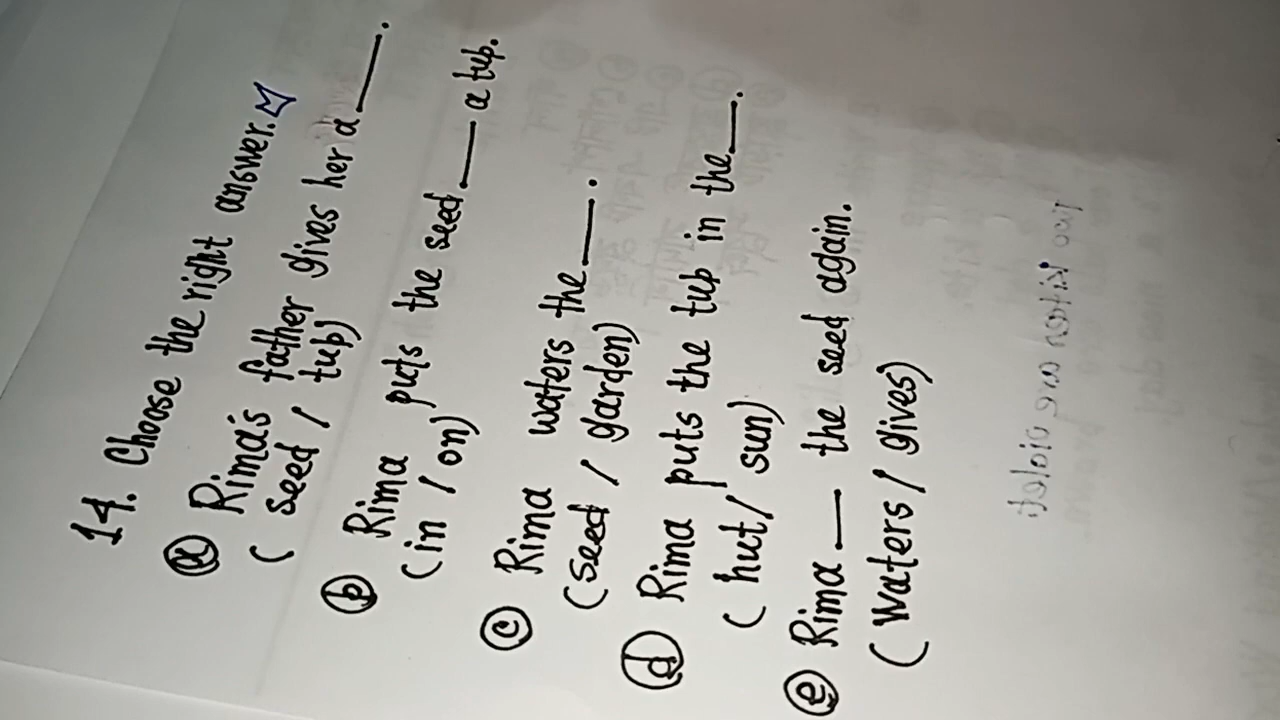 14. Choose the right answer.
(a) Rima's father gives her a ____.
( seed / tub)
(b) Rima puts the seed ____ a tub.
(in / on)
(c) Rima waters the ____.
(seed / garden)
(d) Rima puts the tub in the ____.
( hut / sun)
(e) Rima ____ the seed again.
(waters / gives)